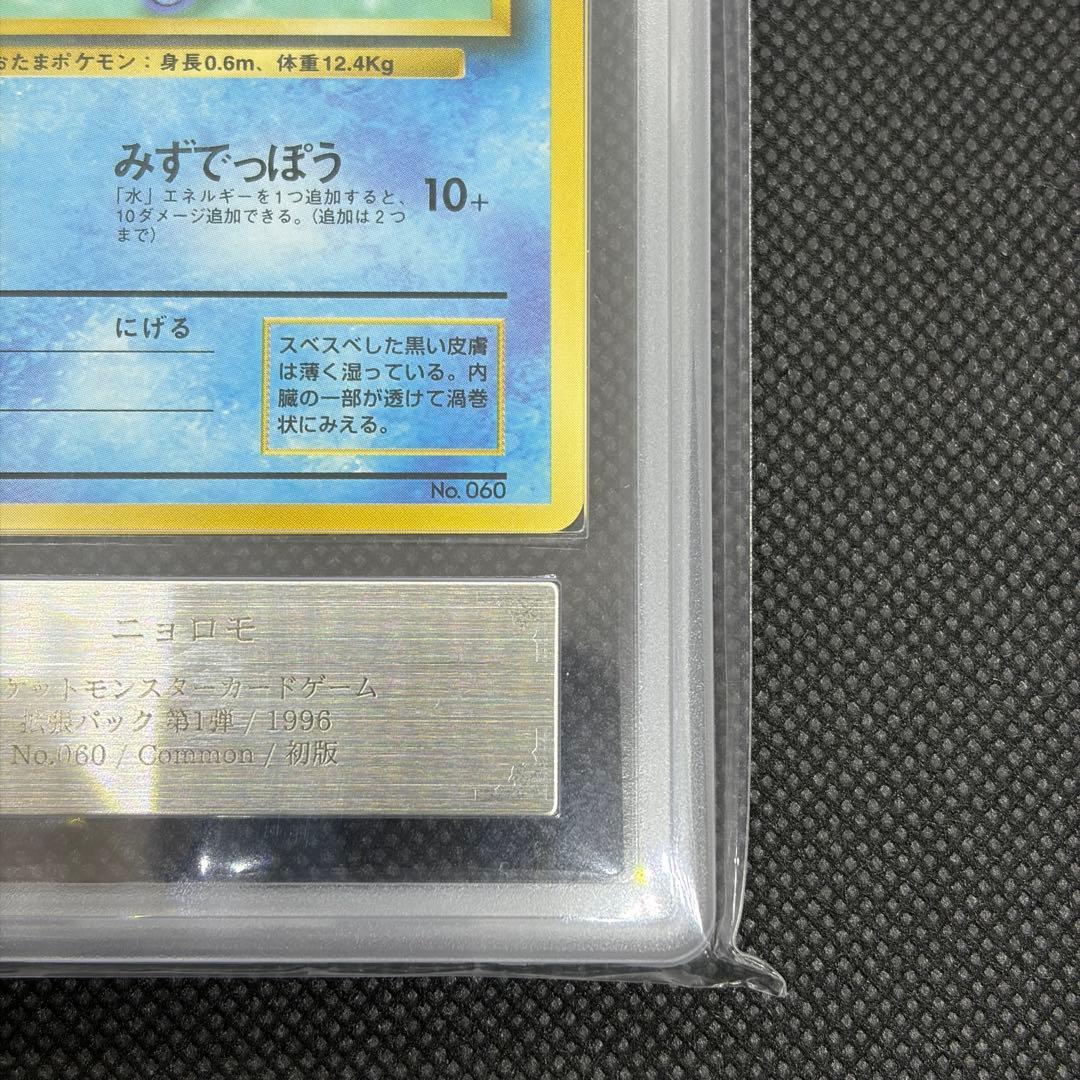 おたまポケモン：身長0.6m、体重12.4Kg
みずでっぽう
「水」エネルギーを1つ追加すると、
10ダメージ追加できる。（追加は2つ
まで）
10+
にげる
スベスベした黒い皮膚
は薄く湿っている。内
臓の一部が透けて渦巻
状にみえる。
No. 060
ニョロモ
ケットモンスターカードゲーム
拡張パック 第1弾 / 1996
No.060 / Common / 初版